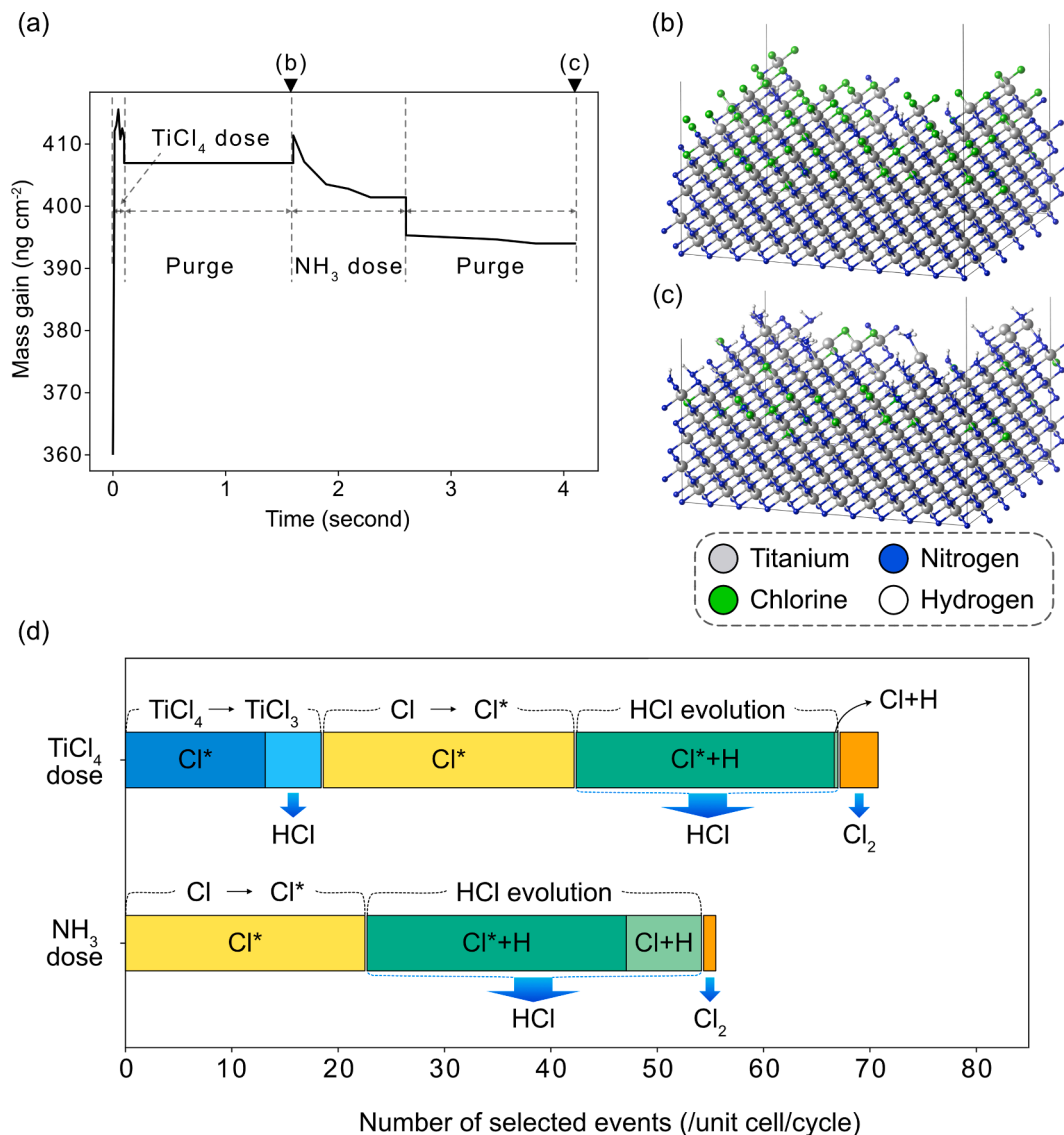 (a)
(b)
(c)
410
400
390
380
370
360
Mass gain (ng cm⁻²)
TiCl₄ dose
Purge
NH₃ dose
Purge
0
1
2
3
4
Time (second)
(b)
(c)
Titanium
Nitrogen
Chlorine
Hydrogen
(d)
TiCl₄ → TiCl₃
Cl → Cl*
HCl evolution
Cl+H
TiCl₄
dose
Cl*
Cl*
Cl*+H
HCl
HCl
Cl₂
Cl → Cl*
HCl evolution
NH₃
dose
Cl*
Cl*+H
Cl+H
HCl
Cl₂
0
10
20
30
40
50
60
70
80
Number of selected events (/unit cell/cycle)